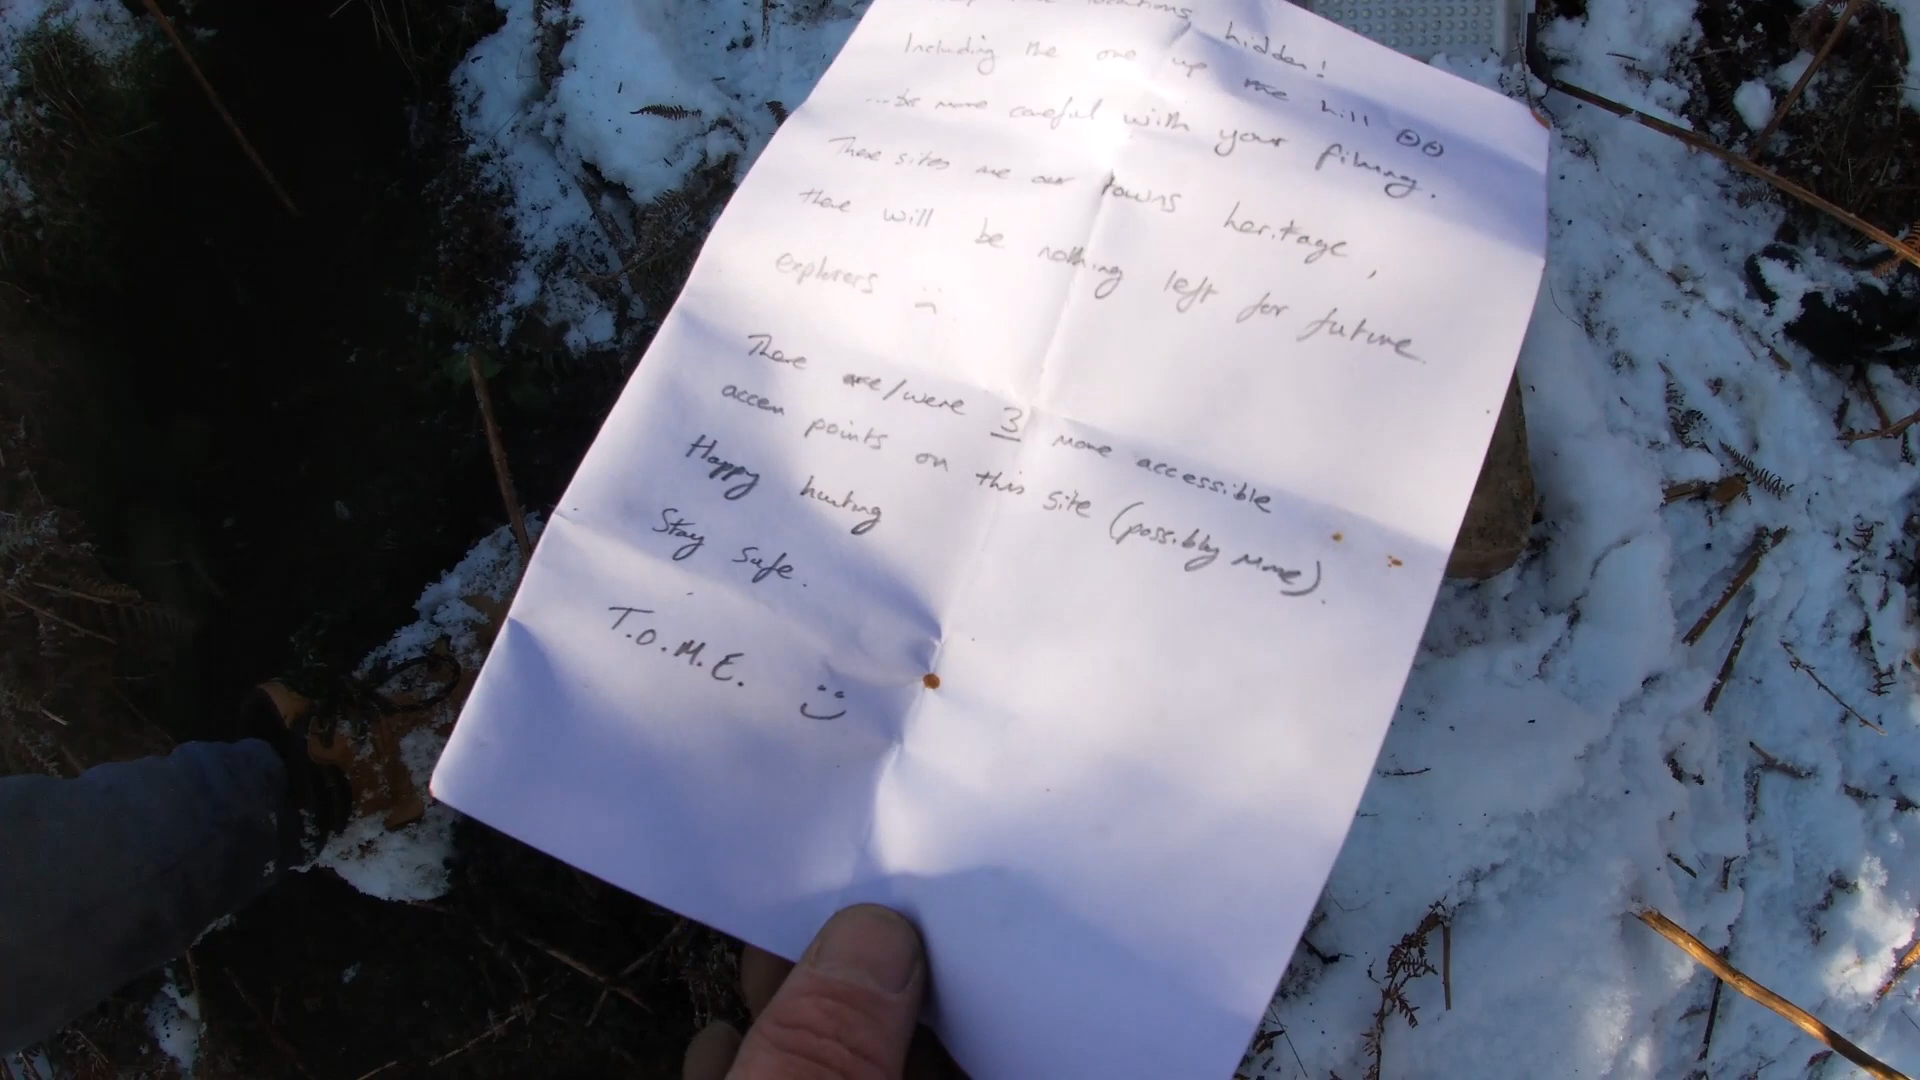 locations hidden!
Including the one up the hill
...be more careful with your filming.
These sites are our towns heritage,
there will be nothing left for future
explorers :(
There are/were 3 more accessible
access points on this site (possibly more).
Happy hunting
Stay safe.
T.O.M.E. :)